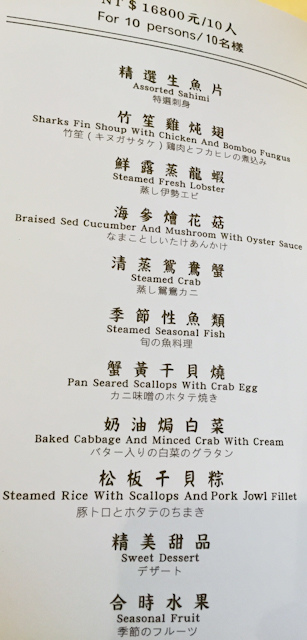 NT$16800元/10人
For 10 persons/10名樣
精選生魚片
Assorted Sahimi
特選刺身
竹笙雞炖翅
Sharks Fin Shoup With Chicken And Bomboo Fungus
竹笙(キヌガサタケ)鶏肉とフカヒレの煮込み
鮮露蒸龍蝦
Steamed Fresh Lobster
蒸し伊勢エビ
海參燴花菇
Braised Sed Cucumber And Mushroom With Oyster Sauce
なまことしいたけあんかけ
清蒸鴛鴦蟹
Steamed Crab
蒸し鴛鴦カニ
季節性魚類
Steamed Seasonal Fish
旬の魚料理
蟹黃干貝燒
Pan Seared Scallops With Crab Egg
カニ味噌のホタテ焼き
奶油焗白菜
Baked Cabbage And Minced Crab With Cream
バター入りの白菜のグラタン
松板干貝粽
Steamed Rice With Scallops And Pork Jowl Fillet
豚トロとホタテのちまき
精美甜品
Sweet Dessert
デザート
合時水果
Seasonal Fruit
季節のフルーツ